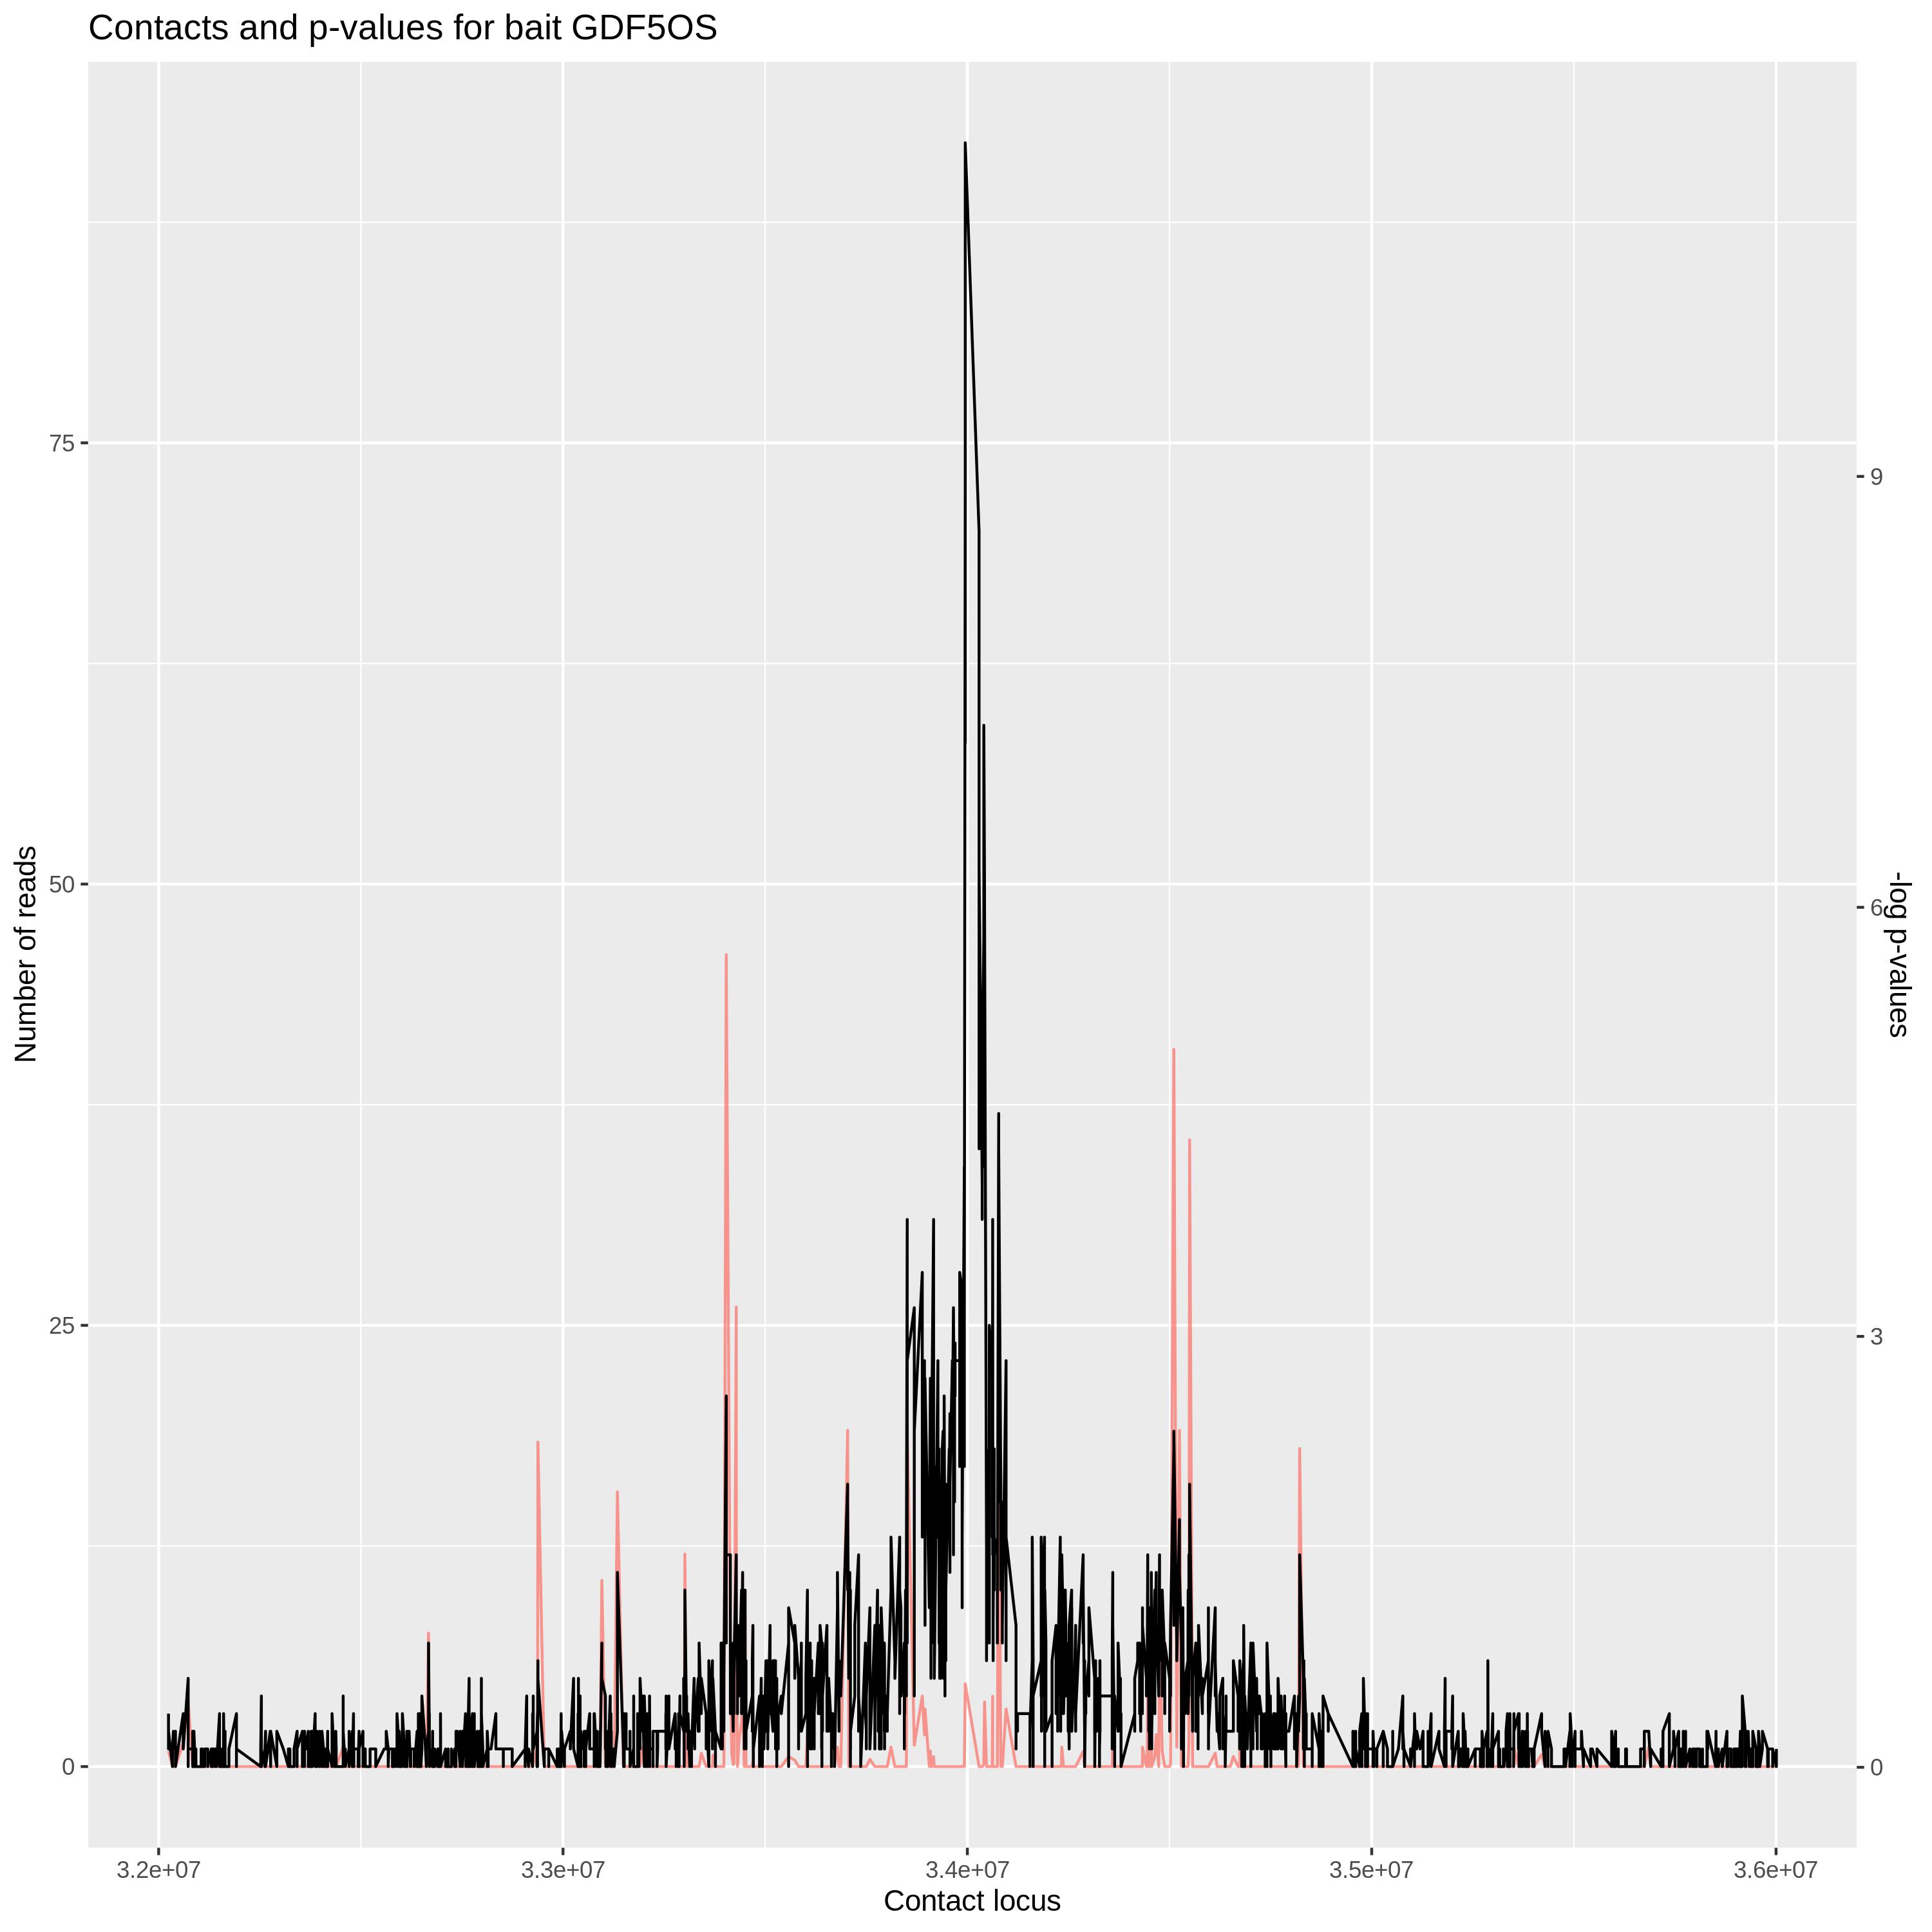 Contacts and p-values for bait GDF5OS
75
50
25
0
9
6
3
0
Number of reads
-log p-values
3.2e+07 3.3e+07 3.4e+07 3.5e+07 3.6e+07
Contact locus